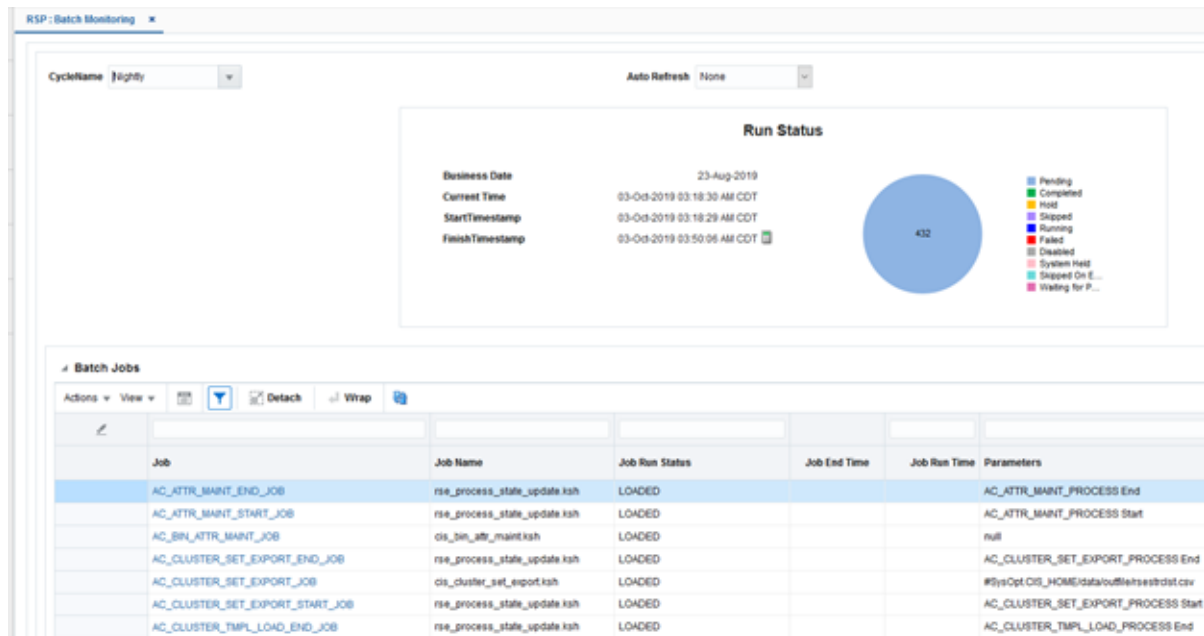 RSP : Batch Monitoring ×
CycleName Nightly
Auto Refresh None
Run Status
Business Date 23-Aug-2019
Current Time 03-Oct-2019 03:18:30 AM CDT
StartTimestamp 03-Oct-2019 03:18:29 AM CDT
FinishTimestamp 03-Oct-2019 03:50:06 AM CDT
432
Pending
Completed
Hold
Skipped
Running
Failed
Disabled
System Held
Skipped On E...
Waiting for P...
Batch Jobs
Actions View Detach Wrap
Job Job Name Job Run Status Job End Time Job Run Time Parameters
AC_ATTR_MAINT_END_JOB rse_process_state_update.ksh LOADED AC_ATTR_MAINT_PROCESS End
AC_ATTR_MAINT_START_JOB rse_process_state_update.ksh LOADED AC_ATTR_MAINT_PROCESS Start
AC_BIN_ATTR_MAINT_JOB cis_bin_attr_maint.ksh LOADED null
AC_CLUSTER_SET_EXPORT_END_JOB rse_process_state_update.ksh LOADED AC_CLUSTER_SET_EXPORT_PROCESS End
AC_CLUSTER_SET_EXPORT_JOB cis_cluster_set_export.ksh LOADED #SysOpt.CIS_HOME/data/outfile/rsestrclst.csv
AC_CLUSTER_SET_EXPORT_START_JOB rse_process_state_update.ksh LOADED AC_CLUSTER_SET_EXPORT_PROCESS Start
AC_CLUSTER_TMPL_LOAD_END_JOB rse_process_state_update.ksh LOADED AC_CLUSTER_TMPL_LOAD_PROCESS End